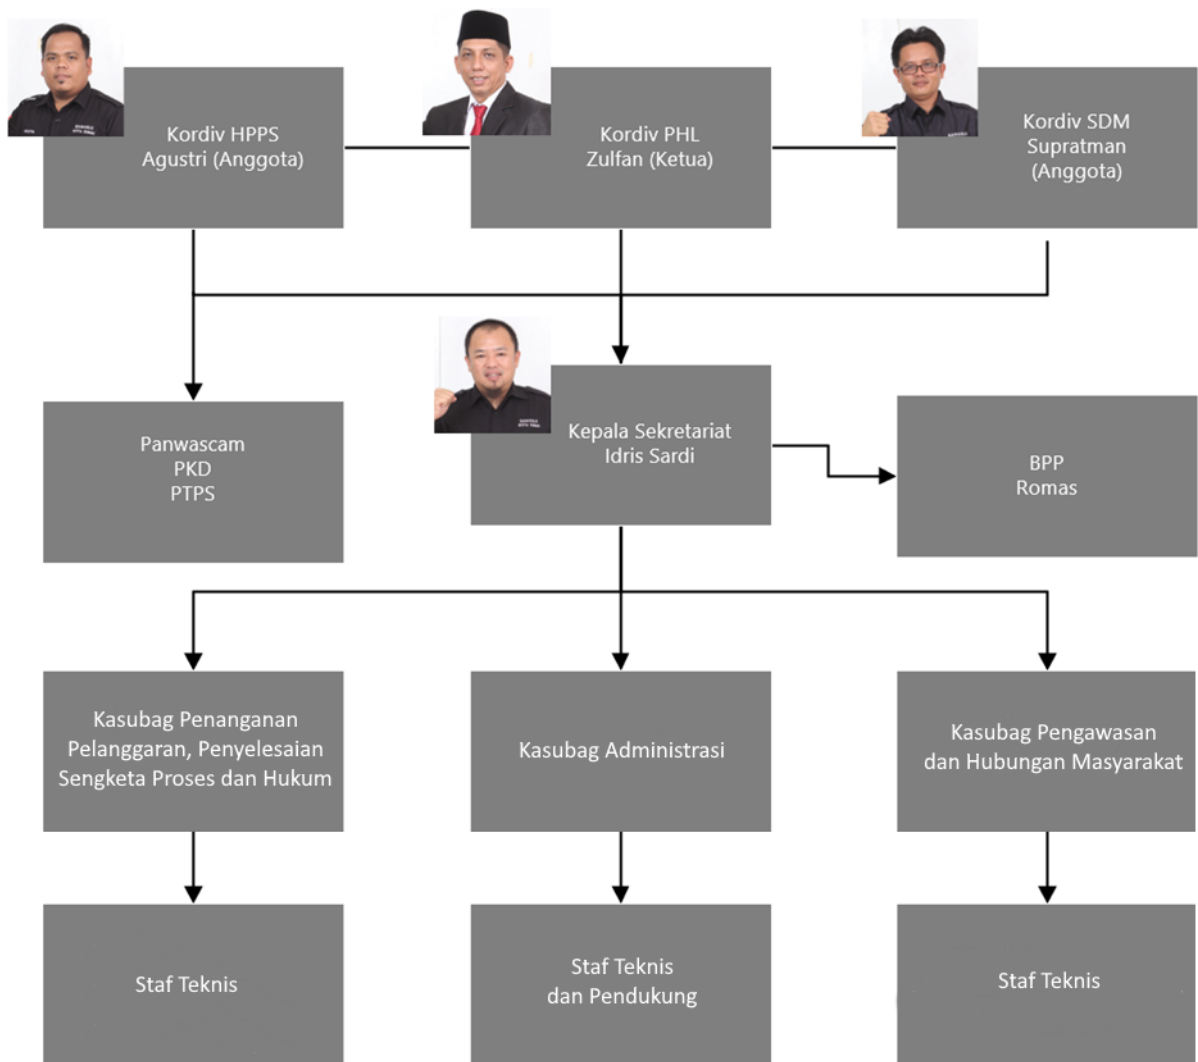 Kordiv HPPS
Agustri (Anggota)
Kordiv PHL
Zulfan (Ketua)
Kordiv SDM
Supratman
(Anggota)
Panwascam
PKD
PTPS
Kepala Sekretariat
Idris Sardi
BPP
Romas
Kasubag Penanganan
Pelanggaran, Penyelesaian
Sengketa Proses dan Hukum
Kasubag Administrasi
Kasubag Pengawasan
dan Hubungan Masyarakat
Staf Teknis
Staf Teknis
dan Pendukung
Staf Teknis